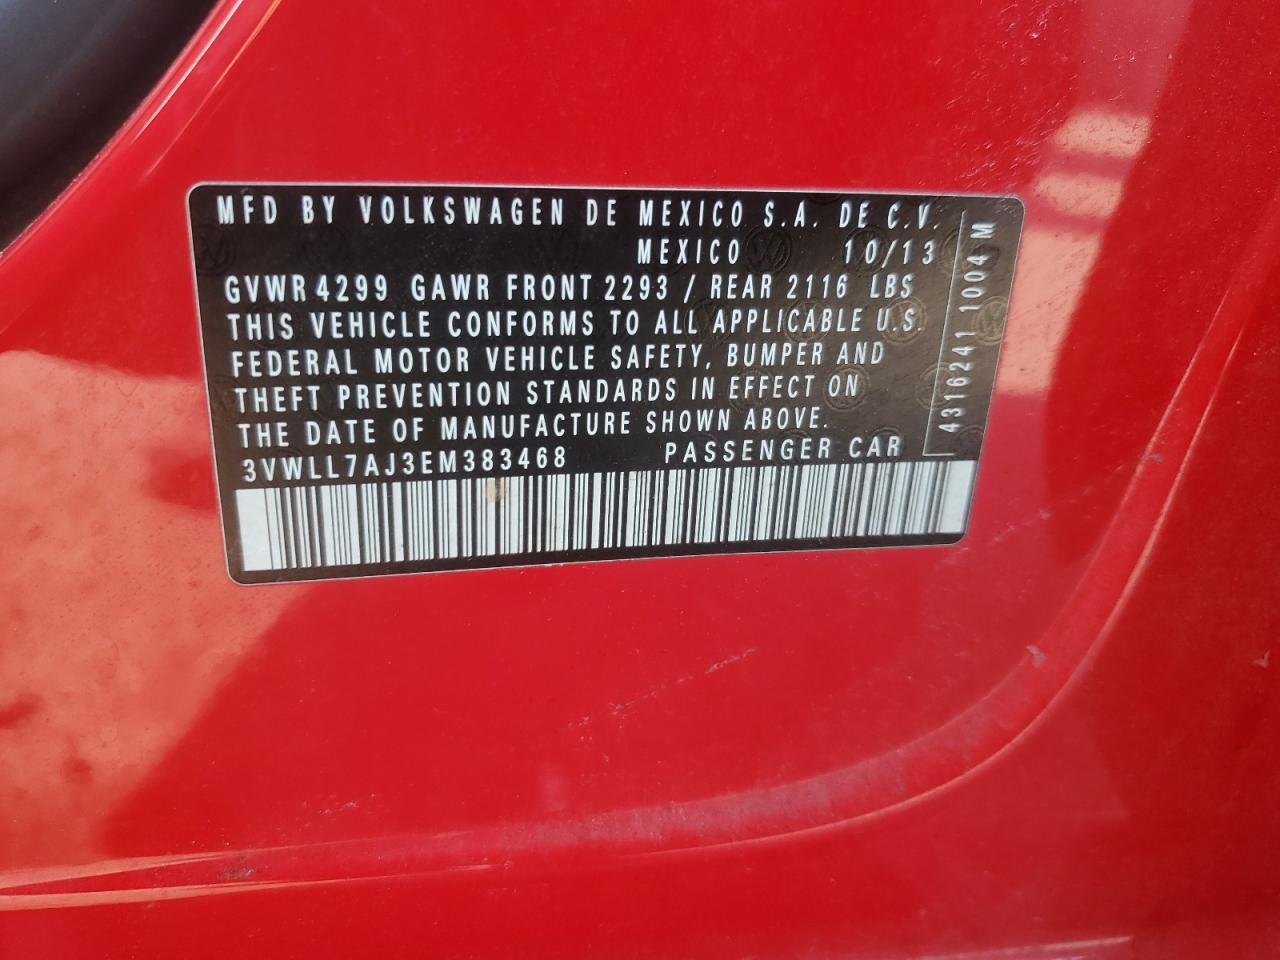 MFD BY VOLKSWAGEN DE MEXICO S.A. DE C.V.
MEXICO 10/13
GVWR 4299 GAWR FRONT 2293 / REAR 2116 LBS
THIS VEHICLE CONFORMS TO ALL APPLICABLE U.S.
FEDERAL MOTOR VEHICLE SAFETY, BUMPER AND
THEFT PREVENTION STANDARDS IN EFFECT ON
THE DATE OF MANUFACTURE SHOWN ABOVE.
3VWLL7AJ3EM383468 PASSENGER CAR
4316241 1004 M